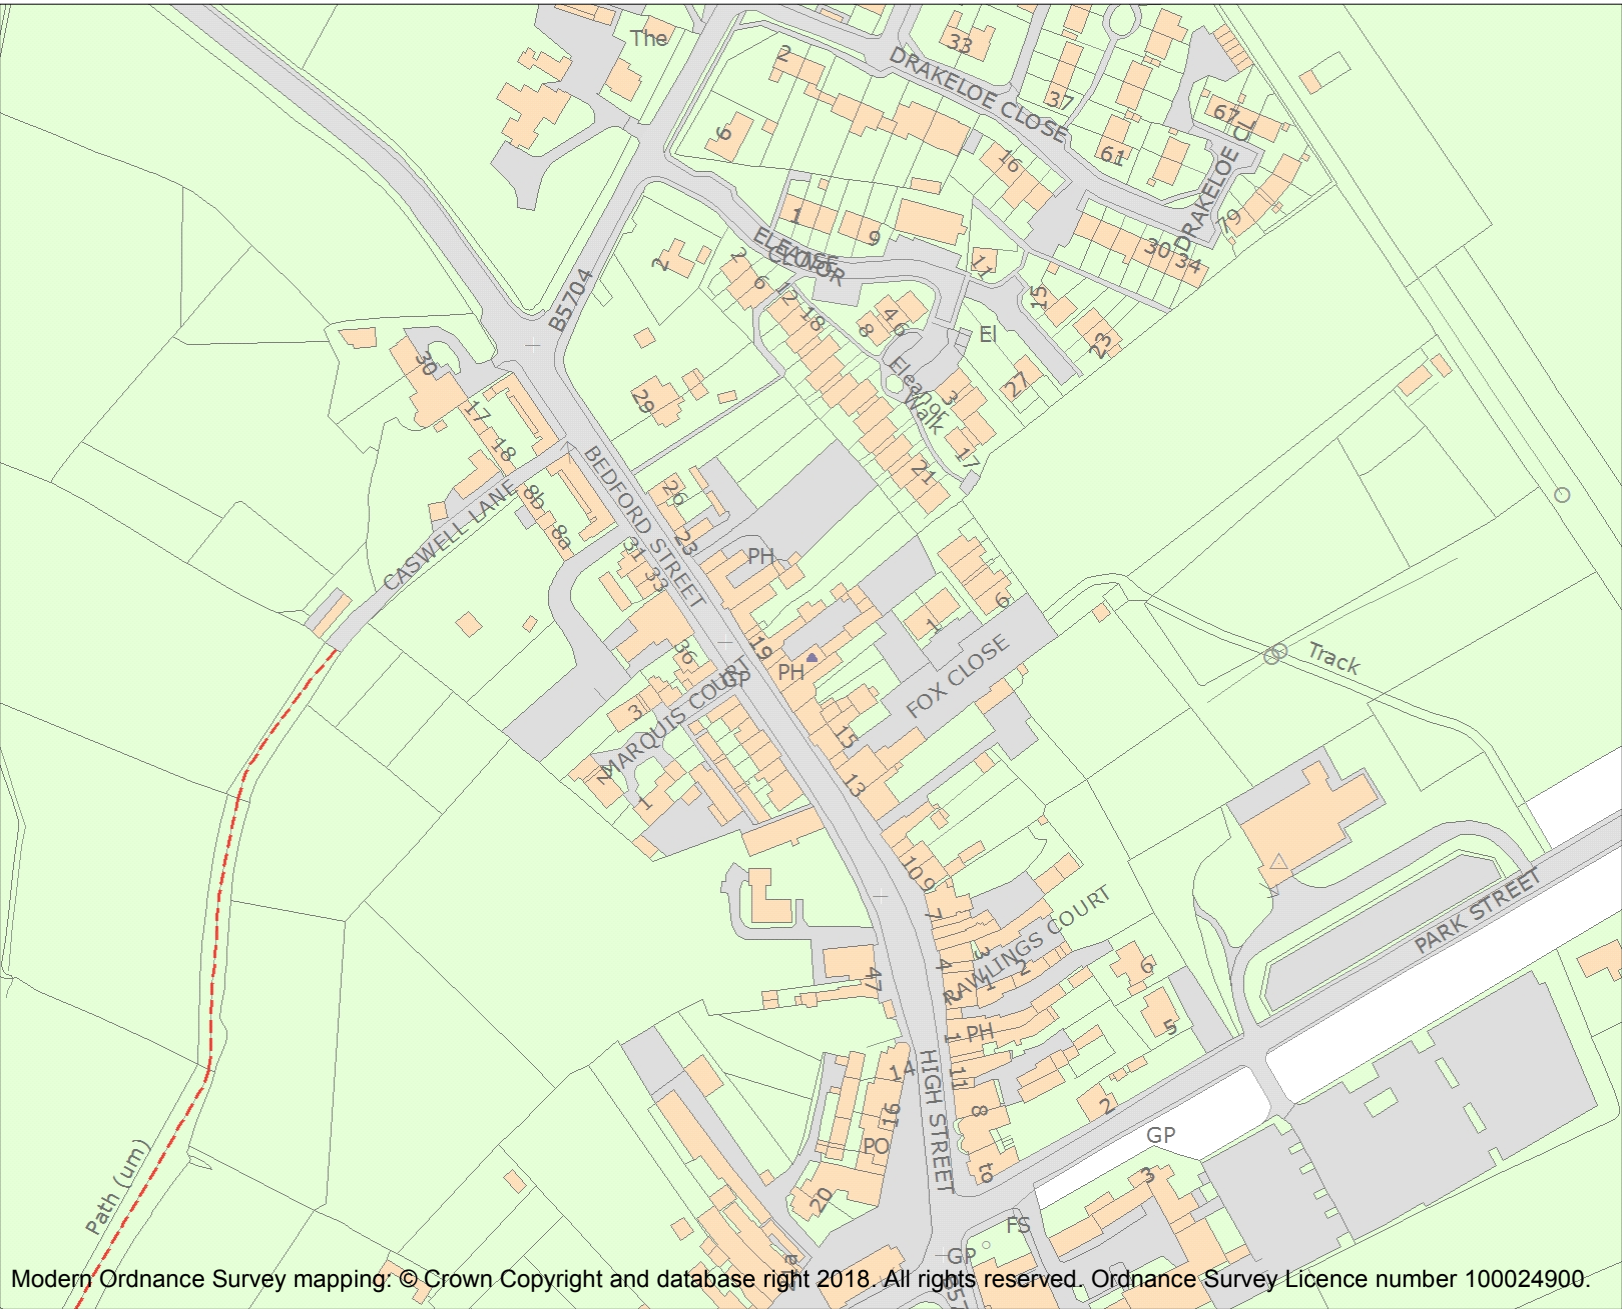 The
2
33
DRAKELOE CLOSE
37
67
6
61
16
DRAKELOE C
79
1
9
30
34
ELEANOR
CLOSE
2
2
6
12
18
11
15
B5704
8
4
6
El
23
30
29
27
Eleanor
Walk
3
17
17
18
21
BEDFORD STREET
26
8b
8a
CASWELL LANE
23
PH
31
33
6
1
19
36
PH
GP
FOX CLOSE
Track
3
MARQUIS COURT
15
2
1
13
10
9
7
PARK STREET
RAWLINGS COURT
3
4
2
1
2
6
47
5
PH
1
11
14
HIGH STREET
8
16
2
GP
PO
to
3
20
Path (um)
FS
GP
Modern Ordnance Survey mapping: © Crown Copyright and database right 2018. All rights reserved. Ordnance Survey Licence number 100024900.